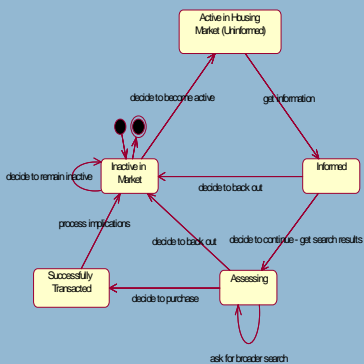 Active in Housing
Market (Uninformed)
decide to become active
get information
Inactive in
Market
Informed
decide to remain inactive
decide to back out
process implications
decide to back out
decide to continue - get search results
Successfully
Transacted
Assessing
decide to purchase
ask for broader search